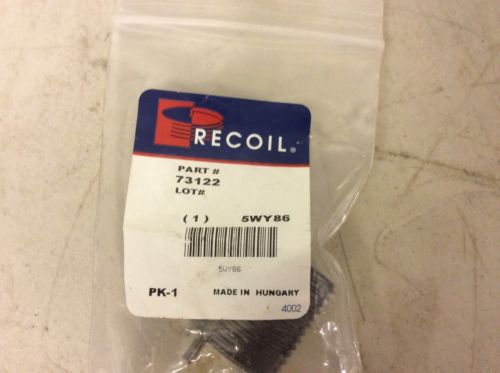 RECOIL®
PART #
73122
LOT#
(1) 5WY86
5WY86
PK-1 MADE IN HUNGARY
4002